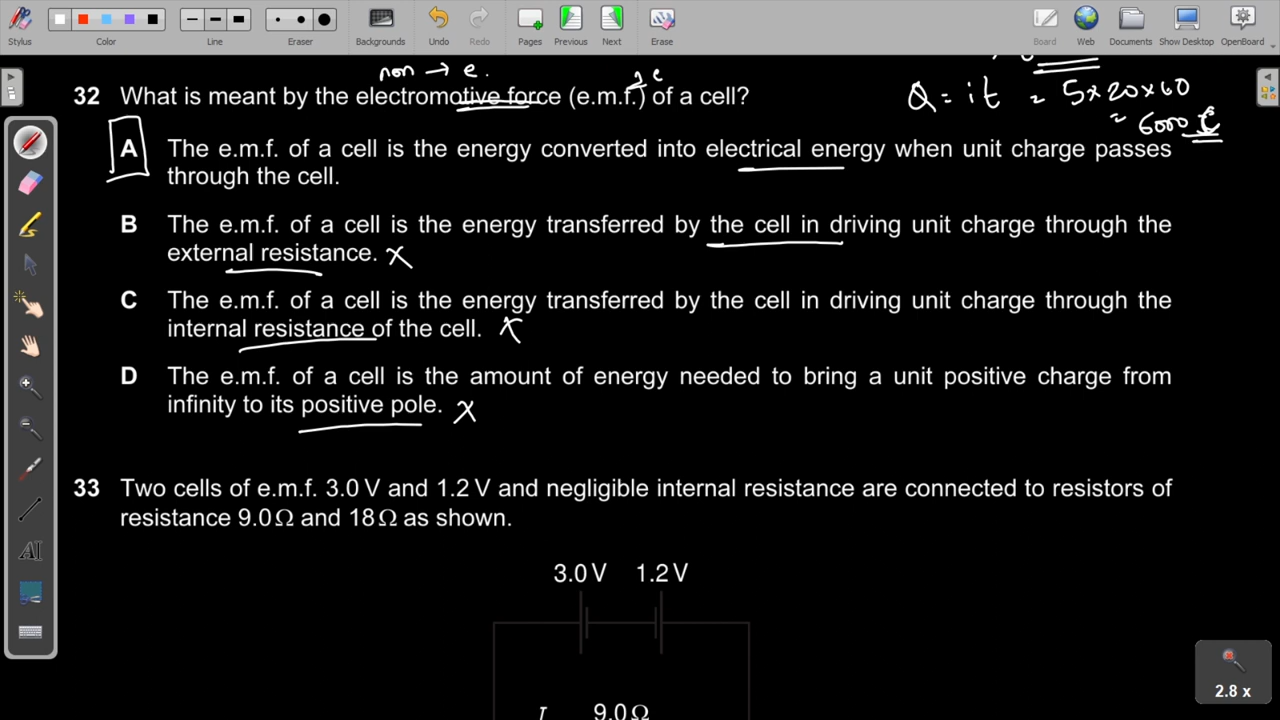 Stylus
Color
Line
Eraser
Backgrounds
Undo
Redo
Pages
Previous
Next
Erase
Board
Web
Documents
Show Desktop
OpenBoard
non → e.
Q = it = 5×20×60
= 6000 C
32 What is meant by the electromotive force (e.m.f.) of a cell?
A The e.m.f. of a cell is the energy converted into electrical energy when unit charge passes
through the cell.
B The e.m.f. of a cell is the energy transferred by the cell in driving unit charge through the
external resistance. x
C The e.m.f. of a cell is the energy transferred by the cell in driving unit charge through the
internal resistance of the cell. x
D The e.m.f. of a cell is the amount of energy needed to bring a unit positive charge from
infinity to its positive pole. x
33 Two cells of e.m.f. 3.0 V and 1.2 V and negligible internal resistance are connected to resistors of
resistance 9.0 Ω and 18 Ω as shown.
3.0 V 1.2 V
I 9.0 Ω
2.8 x